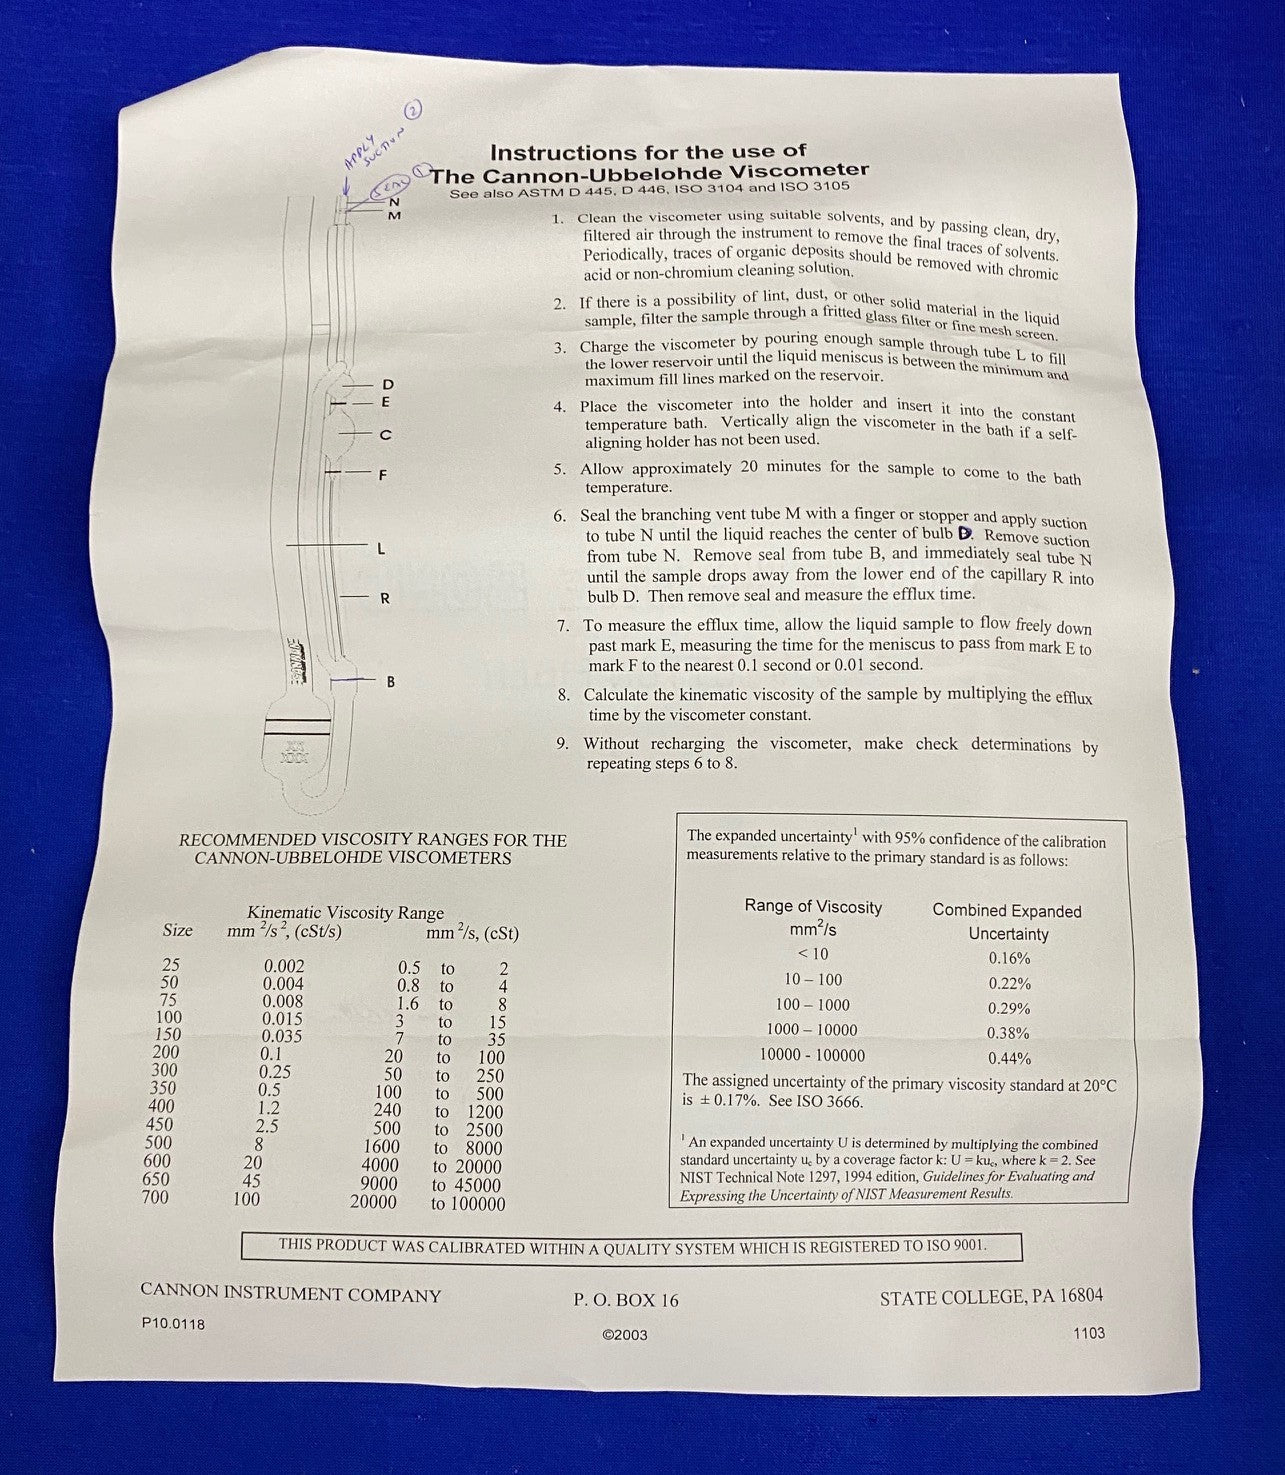 ②
APPLY
SUCTION
SEAL ①
Instructions for the use of
The Cannon-Ubbelohde Viscometer
See also ASTM D 445, D 446, ISO 3104 and ISO 3105
N
M
D
E
C
F
L
R
B
XX
XXX
1. Clean the viscometer using suitable solvents, and by passing clean, dry,
filtered air through the instrument to remove the final traces of solvents.
Periodically, traces of organic deposits should be removed with chromic
acid or non-chromium cleaning solution.
2. If there is a possibility of lint, dust, or other solid material in the liquid
sample, filter the sample through a fritted glass filter or fine mesh screen.
3. Charge the viscometer by pouring enough sample through tube L to fill
the lower reservoir until the liquid meniscus is between the minimum and
maximum fill lines marked on the reservoir.
4. Place the viscometer into the holder and insert it into the constant
temperature bath. Vertically align the viscometer in the bath if a self-
aligning holder has not been used.
5. Allow approximately 20 minutes for the sample to come to the bath
temperature.
6. Seal the branching vent tube M with a finger or stopper and apply suction
to tube N until the liquid reaches the center of bulb D. Remove suction
from tube N. Remove seal from tube B, and immediately seal tube N
until the sample drops away from the lower end of the capillary R into
bulb D. Then remove seal and measure the efflux time.
7. To measure the efflux time, allow the liquid sample to flow freely down
past mark E, measuring the time for the meniscus to pass from mark E to
mark F to the nearest 0.1 second or 0.01 second.
8. Calculate the kinematic viscosity of the sample by multiplying the efflux
time by the viscometer constant.
9. Without recharging the viscometer, make check determinations by
repeating steps 6 to 8.
RECOMMENDED VISCOSITY RANGES FOR THE
CANNON-UBBELOHDE VISCOMETERS
Kinematic Viscosity Range
Size mm²/s², (cSt/s) mm²/s, (cSt)
25 0.002 0.5 to 2
50 0.004 0.8 to 4
75 0.008 1.6 to 8
100 0.015 3 to 15
150 0.035 7 to 35
200 0.1 20 to 100
300 0.25 50 to 250
350 0.5 100 to 500
400 1.2 240 to 1200
450 2.5 500 to 2500
500 8 1600 to 8000
600 20 4000 to 20000
650 45 9000 to 45000
700 100 20000 to 100000
The expanded uncertainty¹ with 95% confidence of the calibration
measurements relative to the primary standard is as follows:
Range of Viscosity Combined Expanded
mm²/s Uncertainty
< 10 0.16%
10 – 100 0.22%
100 – 1000 0.29%
1000 – 10000 0.38%
10000 - 100000 0.44%
The assigned uncertainty of the primary viscosity standard at 20°C
is ± 0.17%. See ISO 3666.
¹ An expanded uncertainty U is determined by multiplying the combined
standard uncertainty uc by a coverage factor k: U = kuc, where k = 2. See
NIST Technical Note 1297, 1994 edition, Guidelines for Evaluating and
Expressing the Uncertainty of NIST Measurement Results.
THIS PRODUCT WAS CALIBRATED WITHIN A QUALITY SYSTEM WHICH IS REGISTERED TO ISO 9001.
CANNON INSTRUMENT COMPANY P. O. BOX 16 STATE COLLEGE, PA 16804
P10.0118 ©2003 1103